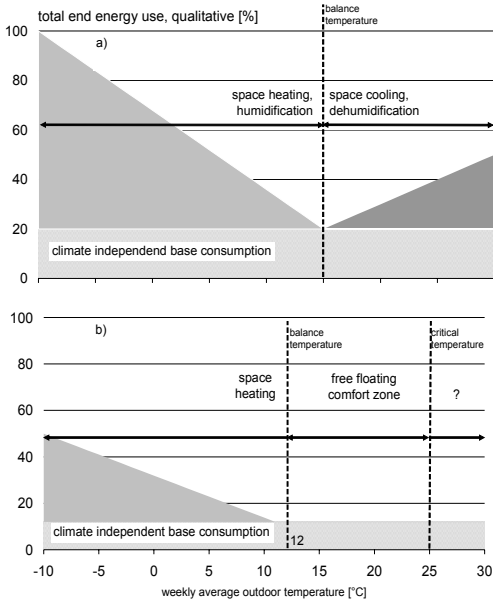 total end energy use, qualitative [%]
balance
temperature
a)
100
80
60
40
20
0
space heating,
humidification
space cooling,
dehumidification
climate independend base consumption
b)
balance
temperature
critical
temperature
100
80
60
40
20
0
space
heating
free floating
comfort zone
?
climate independent base consumption
12
-10 -5 0 5 10 15 20 25 30
weekly average outdoor temperature [°C]